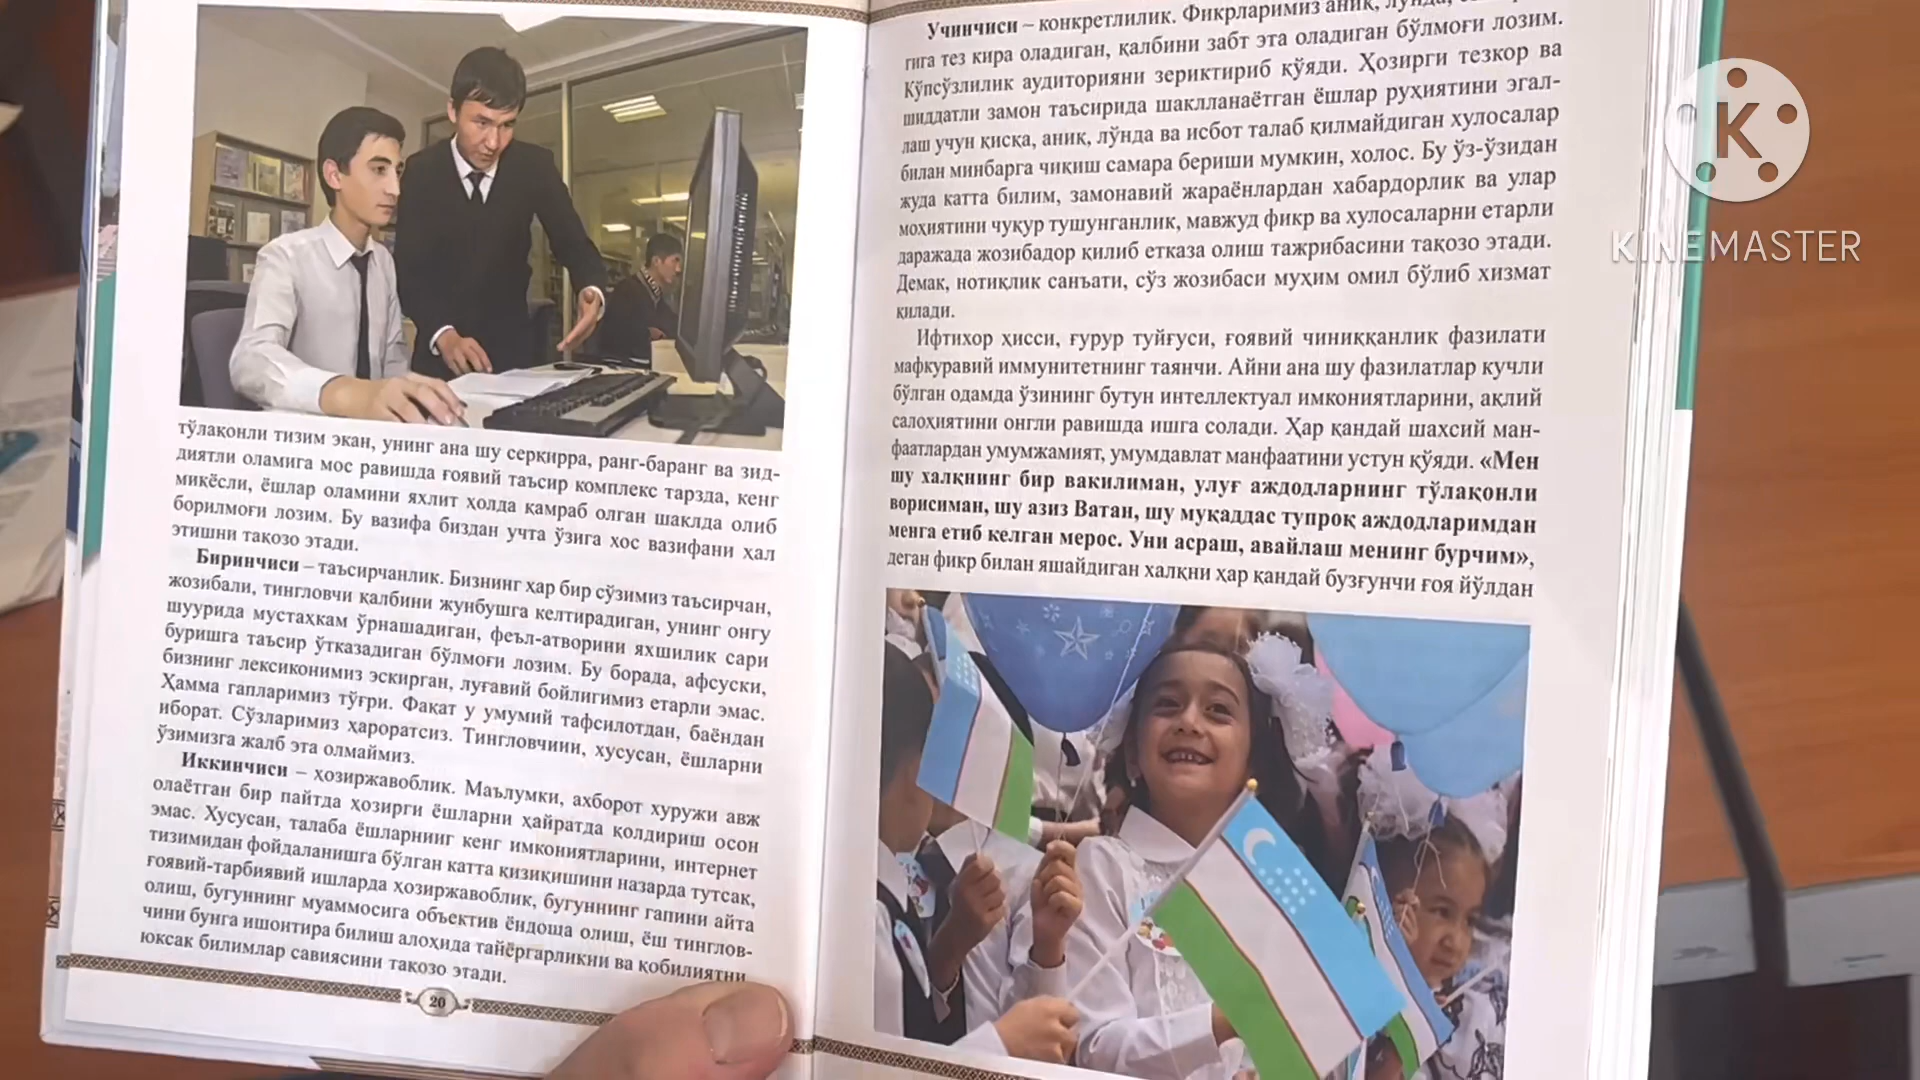 тўлақонли тизим экан, унинг ана шу серқирра, ранг-баранг ва зид-
диятли оламига мос равишда ғоявий таъсир комплекс тарзда, кенг
миқёсли, ёшлар оламини яхлит ҳолда қамраб олган шаклда олиб
борилмоғи лозим. Бу вазифа биздан учта ўзига хос вазифани ҳал
этишни тақозо этади.
Биринчиси – таъсирчанлик. Бизнинг ҳар бир сўзимиз таъсирчан,
жозибали, тингловчи қалбини жунбушга келтирадиган, унинг онгу
шуурида мустаҳкам ўрнашадиган, феъл-атворини яхшилик сари
буришга таъсир ўтказадиган бўлмоғи лозим. Бу борада, афсуски,
бизнинг лексиконимиз эскирган, луғавий бойлигимиз етарли эмас.
Ҳамма гапларимиз тўғри. Фақат у умумий тафсилотдан, баёндан
иборат. Сўзларимиз ҳароратсиз. Тингловчини, хусусан, ёшларни
ўзимизга жалб эта олмаймиз.
Иккинчиси – ҳозиржавоблик. Маълумки, ахборот хуружи авж
олаётган бир пайтда ҳозирги ёшларни ҳайратда қолдириш осон
эмас. Хусусан, талаба ёшларнинг кенг имкониятларини, интернет
тизимидан фойдаланишга бўлган катта қизиқишини назарда тутсак,
ғоявий-тарбиявий ишларда ҳозиржавоблик, бугуннинг гапини айта
олиш, бугуннинг муаммосига объектив ёндоша олиш, ёш тинглов-
чини бунга ишонтира билиш алоҳида тайёргарликни ва қобилиятни,
юксак билимлар савиясини тақозо этади.
20
Учинчиси – конкретлилик. Фикрларимиз аниқ, лўнда,
гига тез кира оладиган, қалбини забт эта оладиган бўлмоғи лозим.
Кўпсўзлилик аудиторияни зериктириб қўяди. Ҳозирги тезкор ва
шиддатли замон таъсирида шаклланаётган ёшлар руҳиятини эгал-
лаш учун қисқа, аниқ, лўнда ва исбот талаб қилмайдиган хулосалар
билан минбарга чиқиш самара бериши мумкин, холос. Бу ўз-ўзидан
жуда катта билим, замонавий жараёнлардан хабардорлик ва улар
моҳиятини чуқур тушунганлик, мавжуд фикр ва хулосаларни етарли
даражада жозибадор қилиб етказа олиш тажрибасини тақозо этади.
Демак, нотиқлик санъати, сўз жозибаси муҳим омил бўлиб хизмат
қилади.
Ифтихор ҳисси, ғурур туйғуси, ғоявий чиниққанлик фазилати
мафкуравий иммунитетнинг таянчи. Айни ана шу фазилатлар кучли
бўлган одамда ўзининг бутун интеллектуал имкониятларини, ақлий
салоҳиятини онгли равишда ишга солади. Ҳар қандай шахсий ман-
фаатлардан умумжамият, умумдавлат манфаатини устун қўяди. «Мен
шу халқнинг бир вакилиман, улуғ аждодларнинг тўлақонли
ворисиман, шу азиз Ватан, шу муқаддас тупроқ аждодларимдан
менга етиб келган мерос. Уни асраш, авайлаш менинг бурчим»,
деган фикр билан яшайдиган халқни ҳар қандай бузғунчи ғоя йўлдан
K
KINEMASTER